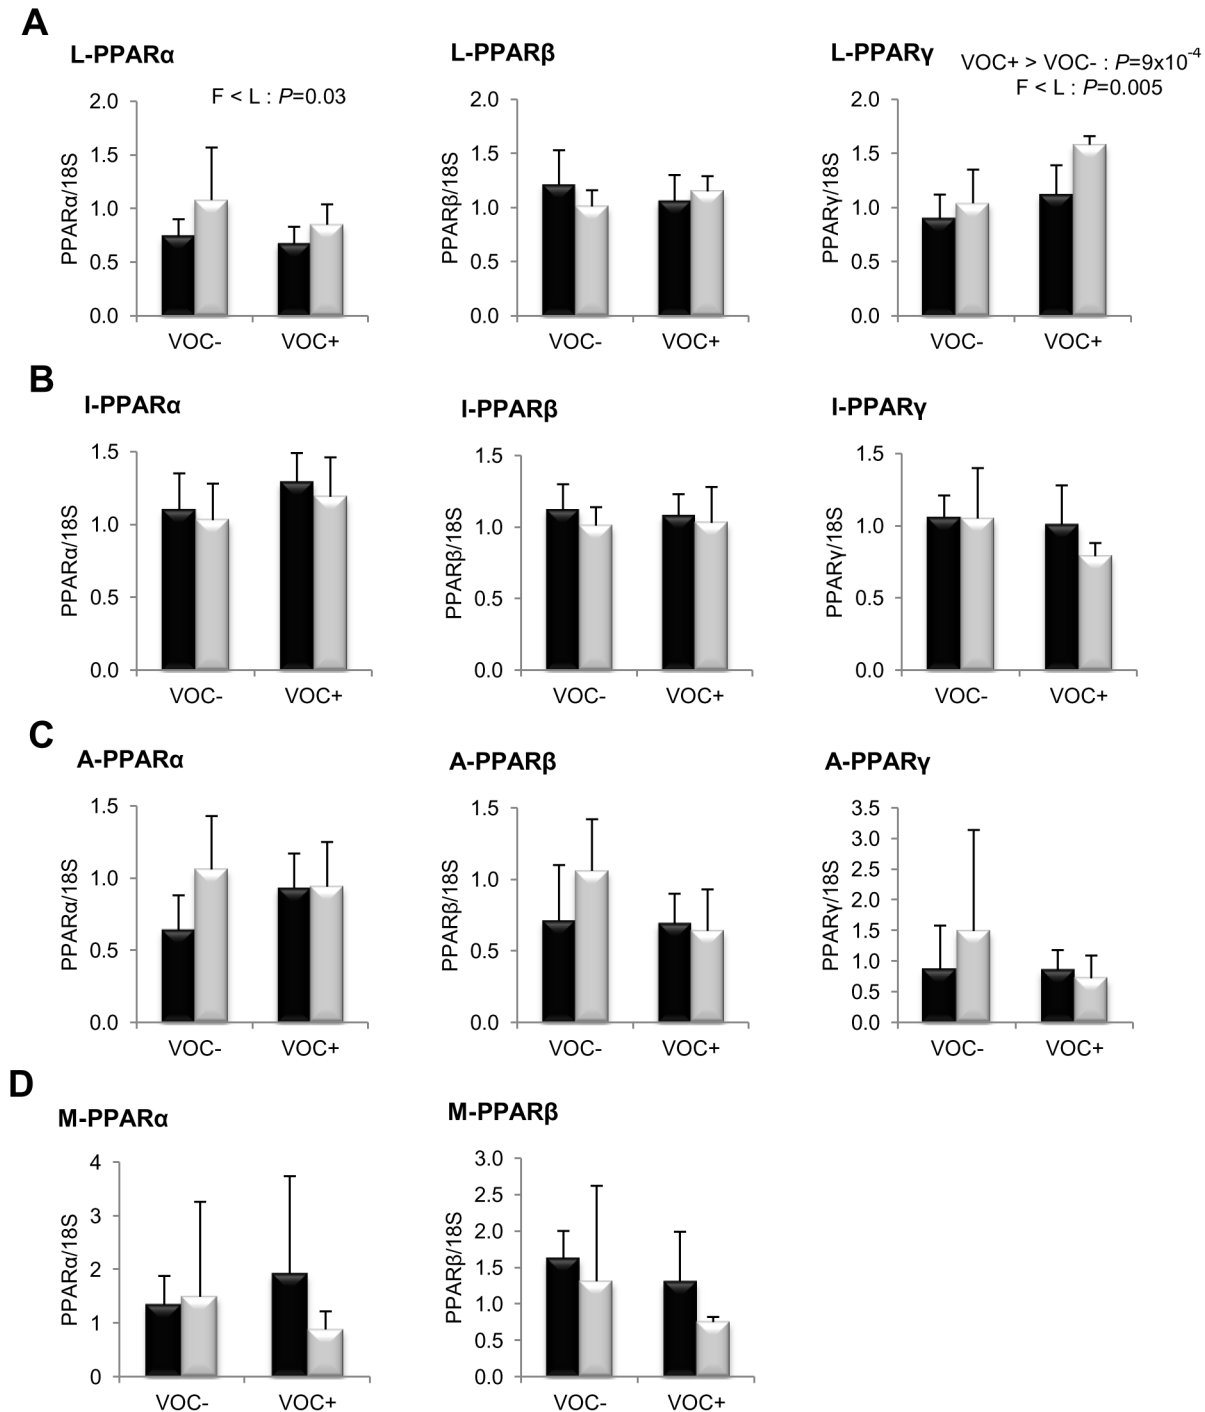 A
L-PPARα
F < L : P=0.03
2.0
1.5
1.0
0.5
0.0
PPARα/18S
VOC-
VOC+
L-PPARβ
2.0
1.5
1.0
0.5
0.0
PPARβ/18S
VOC-
VOC+
L-PPARγ
VOC+ > VOC- : P=9x10⁻⁴
F < L : P=0.005
2.0
1.5
1.0
0.5
0.0
PPARγ/18S
VOC-
VOC+
B
I-PPARα
1.5
1.0
0.5
0.0
PPARα/18S
VOC-
VOC+
I-PPARβ
1.5
1.0
0.5
0.0
PPARβ/18S
VOC-
VOC+
I-PPARγ
1.5
1.0
0.5
0.0
PPARγ/18S
VOC-
VOC+
C
A-PPARα
1.5
1.0
0.5
0.0
PPARα/18S
VOC-
VOC+
A-PPARβ
1.5
1.0
0.5
0.0
PPARβ/18S
VOC-
VOC+
A-PPARγ
3.5
3.0
2.5
2.0
1.5
1.0
0.5
0.0
PPARγ/18S
VOC-
VOC+
D
M-PPARα
4
3
2
1
0
PPARα/18S
VOC-
VOC+
M-PPARβ
3.0
2.5
2.0
1.5
1.0
0.5
0.0
PPARβ/18S
VOC-
VOC+